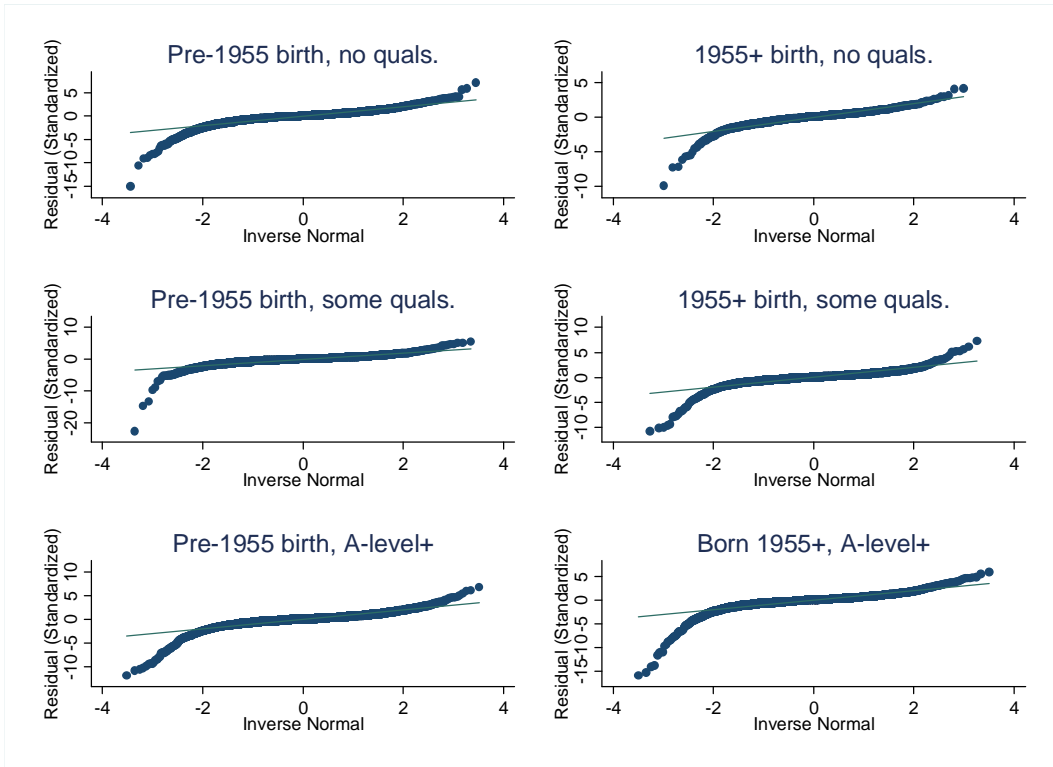 Pre-1955 birth, no quals.
Residual (Standardized)
5
0
-5
-10
-15
-4 -2 0 2 4
Inverse Normal
1955+ birth, no quals.
Residual (Standardized)
5
0
-5
-10
-4 -2 0 2 4
Inverse Normal
Pre-1955 birth, some quals.
Residual (Standardized)
10
0
-10
-20
-4 -2 0 2 4
Inverse Normal
1955+ birth, some quals.
Residual (Standardized)
10
5
0
-5
-10
-4 -2 0 2 4
Inverse Normal
Pre-1955 birth, A-level+
Residual (Standardized)
10
5
0
-5
-10
-4 -2 0 2 4
Inverse Normal
Born 1955+, A-level+
Residual (Standardized)
5
0
-5
-10
-15
-4 -2 0 2 4
Inverse Normal